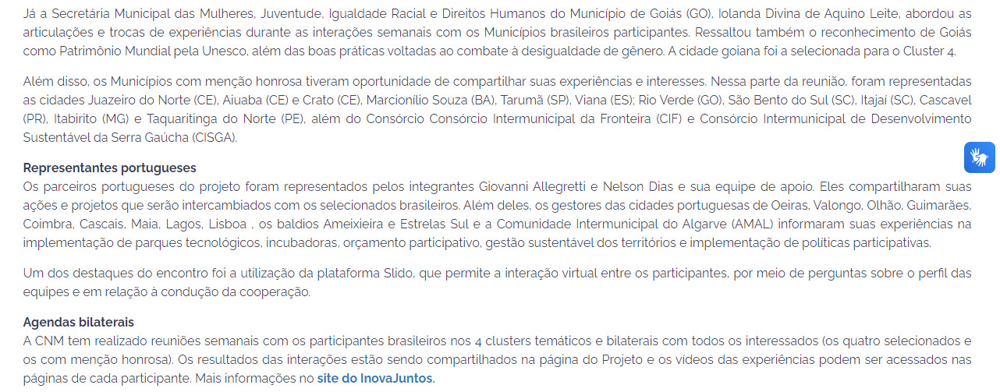 Já a Secretária Municipal das Mulheres, Juventude, Igualdade Racial e Direitos Humanos do Município de Goiás (GO), Iolanda Divina de Aquino Leite, abordou as
articulações e trocas de experiências durante as interações semanais com os Municípios brasileiros participantes. Ressaltou também o reconhecimento de Goiás
como Patrimônio Mundial pela Unesco, além das boas práticas voltadas ao combate à desigualdade de gênero. A cidade goiana foi a selecionada para o Cluster 4.
Além disso, os Municípios com menção honrosa tiveram oportunidade de compartilhar suas experiências e interesses. Nessa parte da reunião, foram representadas
as cidades Juazeiro do Norte (CE), Aiuaba (CE) e Crato (CE), Marcionílio Souza (BA), Tarumã (SP), Viana (ES); Rio Verde (GO), São Bento do Sul (SC), Itajaí (SC), Cascavel
(PR), Itabirito (MG) e Taquaritinga do Norte (PE), além do Consórcio Consórcio Intermunicipal da Fronteira (CIF) e Consórcio Intermunicipal de Desenvolvimento
Sustentável da Serra Gaúcha (CISGA).
Representantes portugueses
Os parceiros portugueses do projeto foram representados pelos integrantes Giovanni Allegretti e Nelson Dias e sua equipe de apoio. Eles compartilharam suas
ações e projetos que serão intercambiados com os selecionados brasileiros. Além deles, os gestores das cidades portuguesas de Oeiras, Valongo, Olhão, Guimarães,
Coimbra, Cascais, Maia, Lagos, Lisboa , os baldios Ameixieira e Estrelas Sul e a Comunidade Intermunicipal do Algarve (AMAL) informaram suas experiências na
implementação de parques tecnológicos, incubadoras, orçamento participativo, gestão sustentável dos territórios e implementação de políticas participativas.
Um dos destaques do encontro foi a utilização da plataforma Slido, que permite a interação virtual entre os participantes, por meio de perguntas sobre o perfil das
equipes e em relação à condução da cooperação.
Agendas bilaterais
A CNM tem realizado reuniões semanais com os participantes brasileiros nos 4 clusters temáticos e bilaterais com todos os interessados (os quatro selecionados e
os com menção honrosa). Os resultados das interações estão sendo compartilhados na página do Projeto e os vídeos das experiências podem ser acessados nas
páginas de cada participante. Mais informações no site do InovaJuntos.